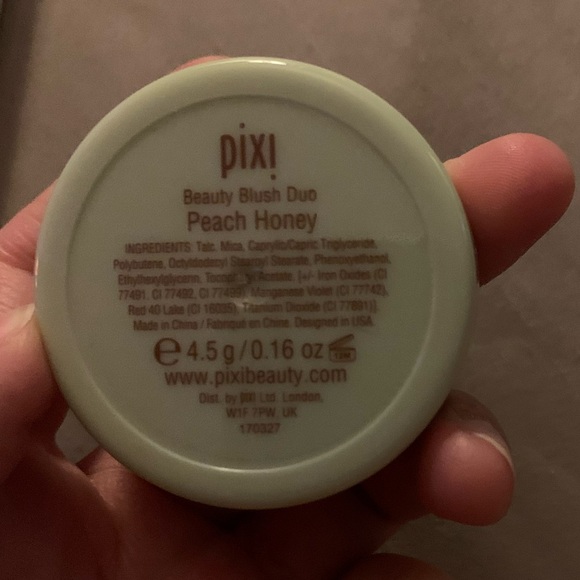 pixi
Beauty Blush Duo
Peach Honey
INGREDIENTS: Talc, Mica, Caprylic/Capric Triglyceride,
Polybutene, Octyldodecyl Stearoyl Stearate, Phenoxyethanol,
Ethylhexylglycerin, Tocopheryl Acetate. [+/- Iron Oxides (CI
77491, CI 77492, CI 77499), Manganese Violet (CI 77742),
Red 40 Lake (CI 16035), Titanium Dioxide (CI 77891)]
Made in China / Fabriqué en Chine. Designed in USA.
℮ 4.5 g / 0.16 oz 12M
www.pixibeauty.com
Dist. by pixi Ltd. London,
W1F 7PW UK
170327